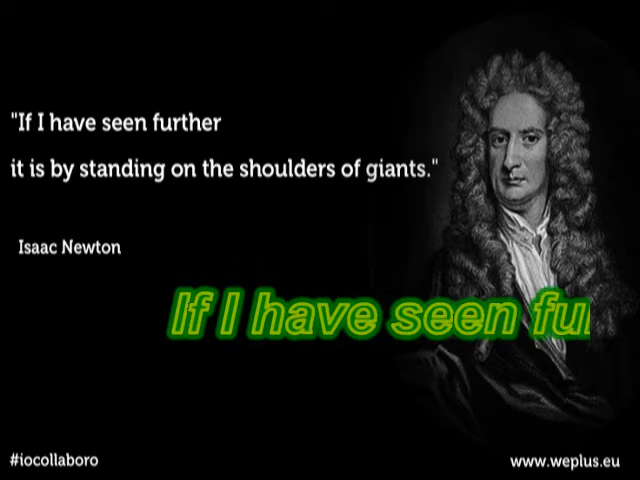 "If I have seen further
it is by standing on the shoulders of giants."
Isaac Newton
If I have seen fu
#iocollaboro
www.weplus.eu